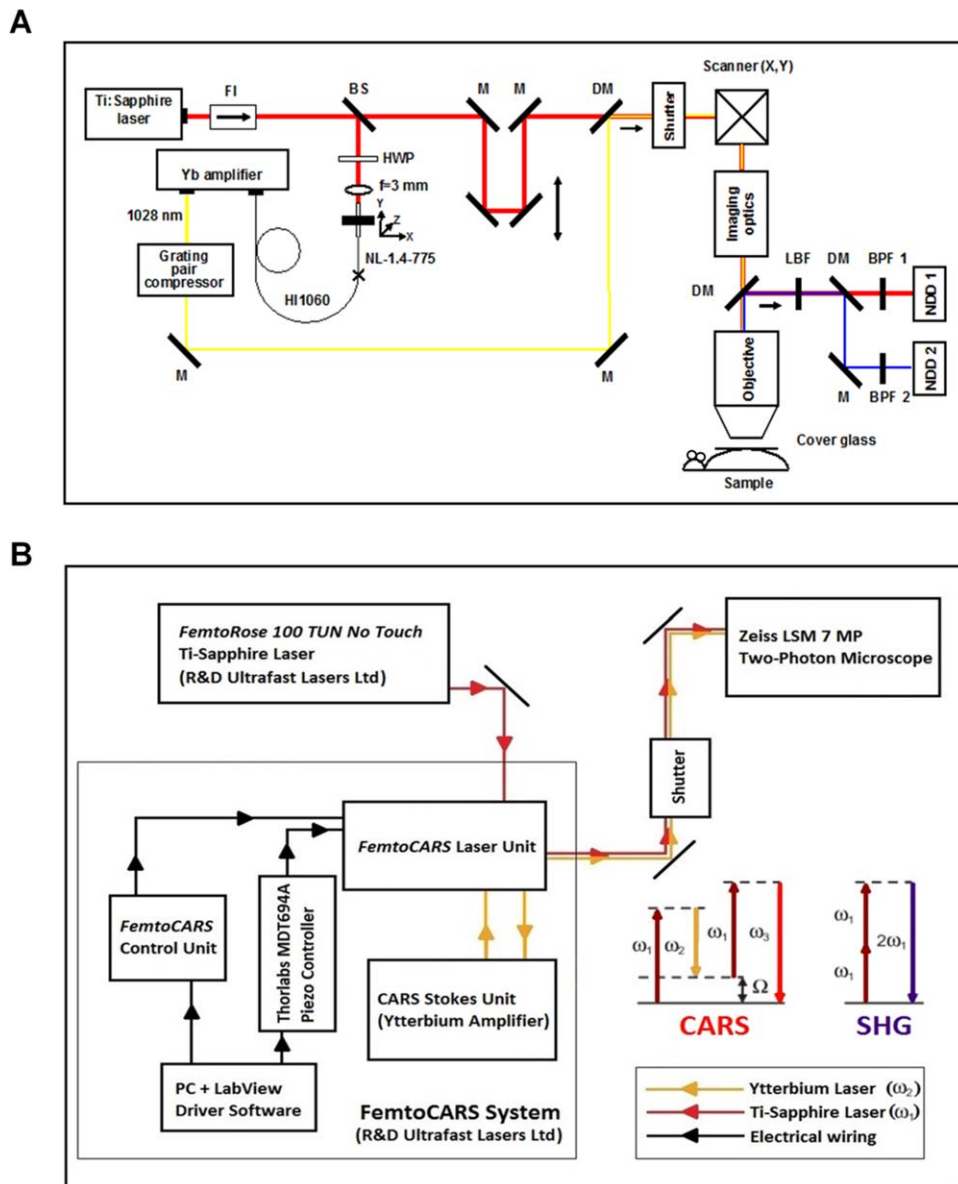 A
Ti:Sapphire
laser
FI
BS
M
M
DM
Shutter
Scanner (X,Y)
HWP
f=3 mm
Y
Z
X
NL-1.4-775
Yb amplifier
1028 nm
Grating
pair
compressor
HI1060
M
M
Imaging
optics
DM
LBF
DM
BPF 1
NDD 1
M
BPF 2
NDD 2
Objective
Cover glass
Sample
B
FemtoRose 100 TUN No Touch
Ti-Sapphire Laser
(R&D Ultrafast Lasers Ltd)
Zeiss LSM 7 MP
Two-Photon Microscope
Shutter
FemtoCARS Laser Unit
FemtoCARS
Control Unit
Thorlabs MDT694A
Piezo Controller
CARS Stokes Unit
(Ytterbium Amplifier)
PC + LabView
Driver Software
FemtoCARS System
(R&D Ultrafast Lasers Ltd)
ω₁
ω₂
ω₁
ω₃
Ω
CARS
ω₁
2ω₁
ω₁
SHG
Ytterbium Laser (ω₂)
Ti-Sapphire Laser (ω₁)
Electrical wiring